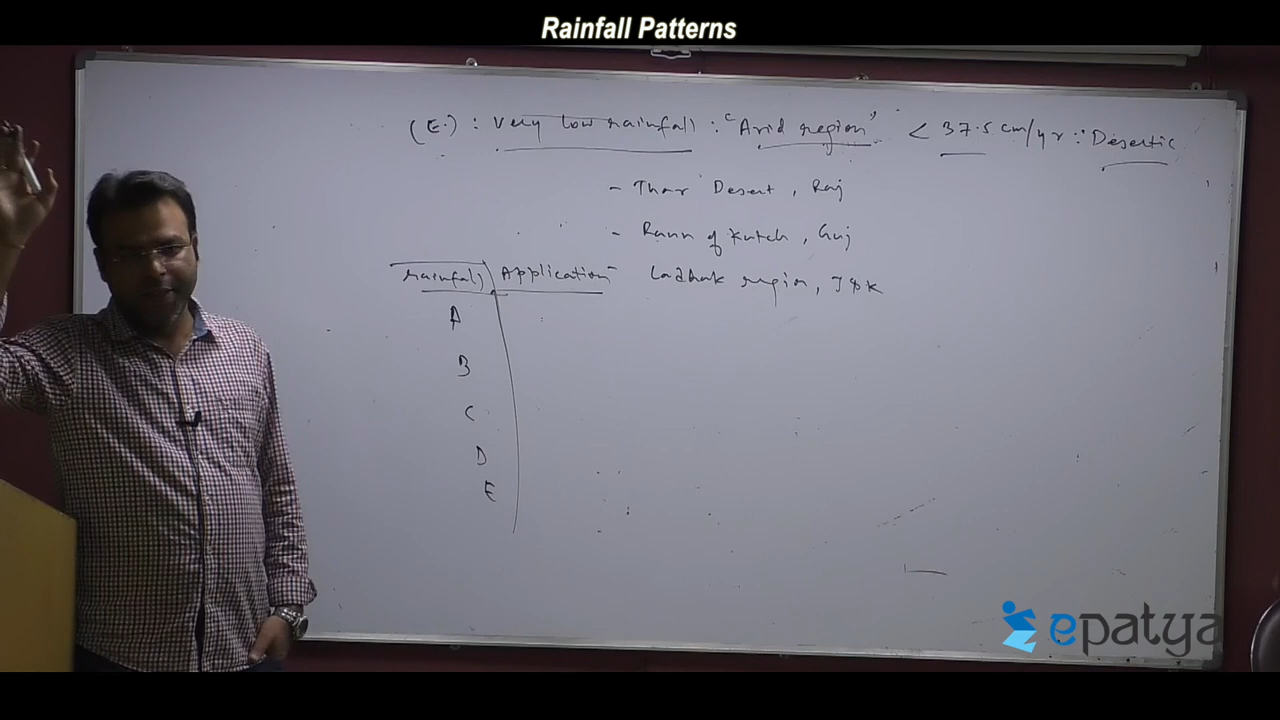 Rainfall Patterns
(E.) : Very low rainfall : "Arid region" < 37.5 cm/yr : Desertic
- Thar Desert, Raj
- Rann of Kutch, Guj
- Ladhak region, J&K
rainfall Application
A
B
C
D
E
epatya